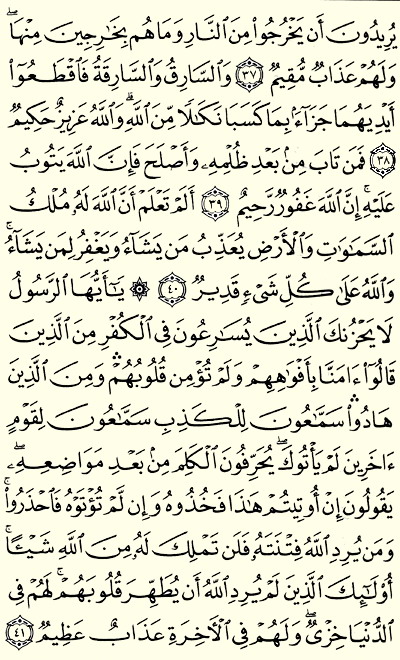 يُرِيدُونَ أَن يَخۡرُجُواْ مِنَ ٱلنَّارِ وَمَا هُم بِخَٰرِجِينَ مِنۡهَاۖ
وَلَهُمۡ عَذَابٞ مُّقِيمٞ ٣٧ وَٱلسَّارِقُ وَٱلسَّارِقَةُ فَٱقۡطَعُوٓاْ
أَيۡدِيَهُمَا جَزَآءَۢ بِمَا كَسَبَا نَكَٰلٗا مِّنَ ٱللَّهِۗ وَٱللَّهُ عَزِيزٌ حَكِيمٞ
٣٨ فَمَن تَابَ مِنۢ بَعۡدِ ظُلۡمِهِۦ وَأَصۡلَحَ فَإِنَّ ٱللَّهَ يَتُوبُ
عَلَيۡهِۚ إِنَّ ٱللَّهَ غَفُورٞ رَّحِيمٌ ٣٩ أَلَمۡ تَعۡلَمۡ أَنَّ ٱللَّهَ لَهُۥ مُلۡكُ
ٱلسَّمَٰوَٰتِ وَٱلۡأَرۡضِ يُعَذِّبُ مَن يَشَآءُ وَيَغۡفِرُ لِمَن يَشَآءُۗ
وَٱللَّهُ عَلَىٰ كُلِّ شَيۡءٖ قَدِيرٞ ٤٠ ۞ يَٰٓأَيُّهَا ٱلرَّسُولُ
لَا يَحۡزُنكَ ٱلَّذِينَ يُسَٰرِعُونَ فِي ٱلۡكُفۡرِ مِنَ ٱلَّذِينَ
قَالُوٓاْ ءَامَنَّا بِأَفۡوَٰهِهِمۡ وَلَمۡ تُؤۡمِن قُلُوبُهُمۡۛ وَمِنَ ٱلَّذِينَ
هَادُواْۛ سَمَّٰعُونَ لِلۡكَذِبِ سَمَّٰعُونَ لِقَوۡمٍ
ءَاخَرِينَ لَمۡ يَأۡتُوكَۖ يُحَرِّفُونَ ٱلۡكَلِمَ مِنۢ بَعۡدِ مَوَاضِعِهِۦۖ
يَقُولُونَ إِنۡ أُوتِيتُمۡ هَٰذَا فَخُذُوهُ وَإِن لَّمۡ تُؤۡتَوۡهُ فَٱحۡذَرُواْۚ
وَمَن يُرِدِ ٱللَّهُ فِتۡنَتَهُۥ فَلَن تَمۡلِكَ لَهُۥ مِنَ ٱللَّهِ شَيۡـًٔاۚ
أُوْلَٰٓئِكَ ٱلَّذِينَ لَمۡ يُرِدِ ٱللَّهُ أَن يُطَهِّرَ قُلُوبَهُمۡۚ لَهُمۡ فِي
ٱلدُّنۡيَا خِزۡيٞۖ وَلَهُمۡ فِي ٱلۡأٓخِرَةِ عَذَابٌ عَظِيمٞ ٤١